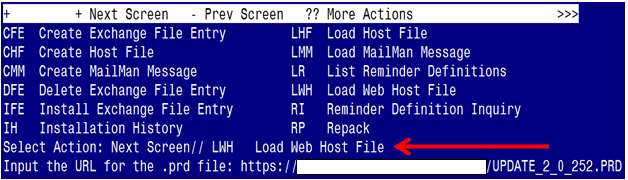 + + Next Screen - Prev Screen ?? More Actions >>>
CFE Create Exchange File Entry LHF Load Host File
CHF Create Host File LMM Load MailMan Message
CMM Create MailMan Message LR List Reminder Definitions
DFE Delete Exchange File Entry LWH Load Web Host File
IFE Install Exchange File Entry RI Reminder Definition Inquiry
IH Installation History RP Repack
Select Action: Next Screen// LWH Load Web Host File
Input the URL for the .prd file: https:// /UPDATE_2_0_252.PRD